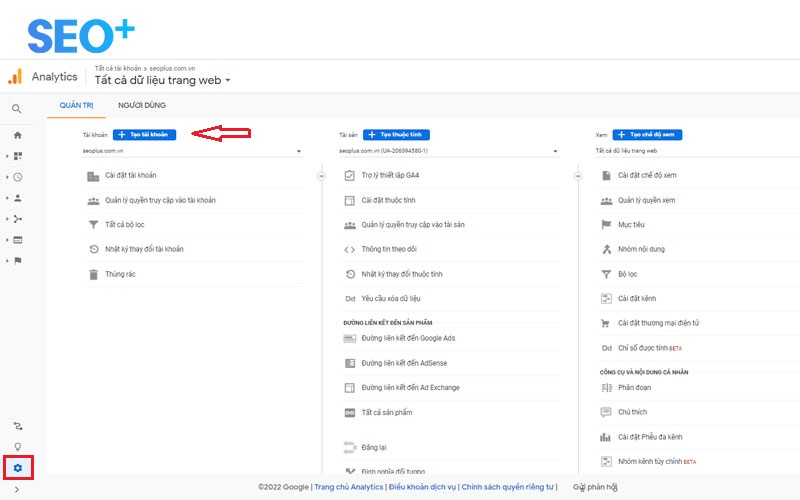 SEO+
Analytics
Tất cả tài khoản > seoplus.com.vn
Tất cả dữ liệu trang web
QUẢN TRỊ
NGƯỜI DÙNG
Tài khoản
Tạo tài khoản
seoplus.com.vn
Cài đặt tài khoản
Quản lý quyền truy cập vào tài khoản
Tất cả bộ lọc
Nhật ký thay đổi tài khoản
Thùng rác
Tài sản
Tạo thuộc tính
seoplus.com.vn (UA-206394580-1)
Trợ lý thiết lập GA4
Cài đặt thuộc tính
Quản lý quyền truy cập vào tài sản
Thông tin theo dõi
Nhật ký thay đổi thuộc tính
Dd Yêu cầu xóa dữ liệu
ĐƯỜNG LIÊN KẾT ĐẾN SẢN PHẨM
Đường liên kết đến Google Ads
Đường liên kết đến AdSense
Đường liên kết đến Ad Exchange
Tất cả sản phẩm
Đăng lại
Định nghĩa đối tượng
Xem
Tạo chế độ xem
Tất cả dữ liệu trang web
Cài đặt chế độ xem
Quản lý quyền xem
Mục tiêu
Nhóm nội dung
Bộ lọc
Cài đặt kênh
Cài đặt thương mại điện tử
Dd Chỉ số được tính BETA
CÔNG CỤ VÀ NỘI DUNG CÁ NHÂN
Phân đoạn
Chú thích
Cài đặt Phễu đa kênh
Nhóm kênh tùy chỉnh BETA
©2022 Google | Trang chủ Analytics | Điều khoản dịch vụ | Chính sách quyền riêng tư | Gửi phản hồi